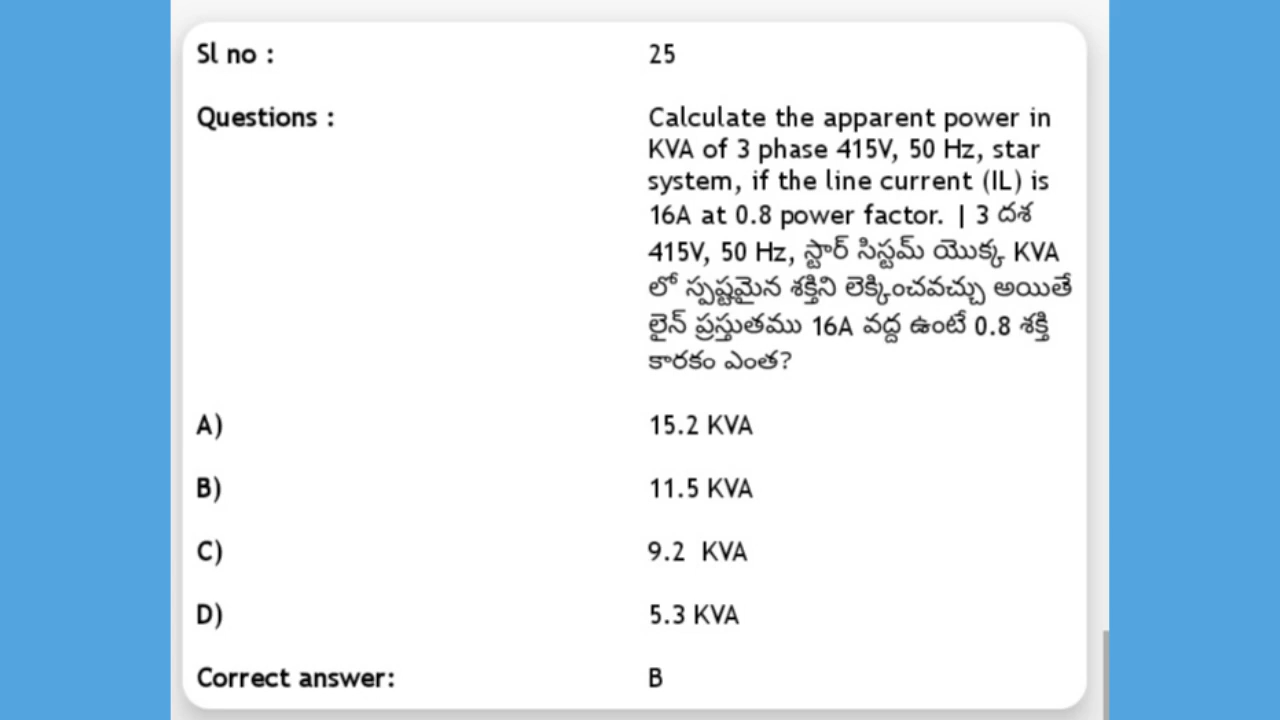 Sl no : 25
Questions : Calculate the apparent power in
KVA of 3 phase 415V, 50 Hz, star
system, if the line current (IL) is
16A at 0.8 power factor. | 3 దశ
415V, 50 Hz, స్టార్ సిస్టమ్ యొక్క KVA
లో స్పష్టమైన శక్తిని లెక్కించవచ్చు అయితే
లైన్ ప్రస్తుతము 16A వద్ద ఉంటే 0.8 శక్తి
కారకం ఎంత?
A) 15.2 KVA
B) 11.5 KVA
C) 9.2 KVA
D) 5.3 KVA
Correct answer: B